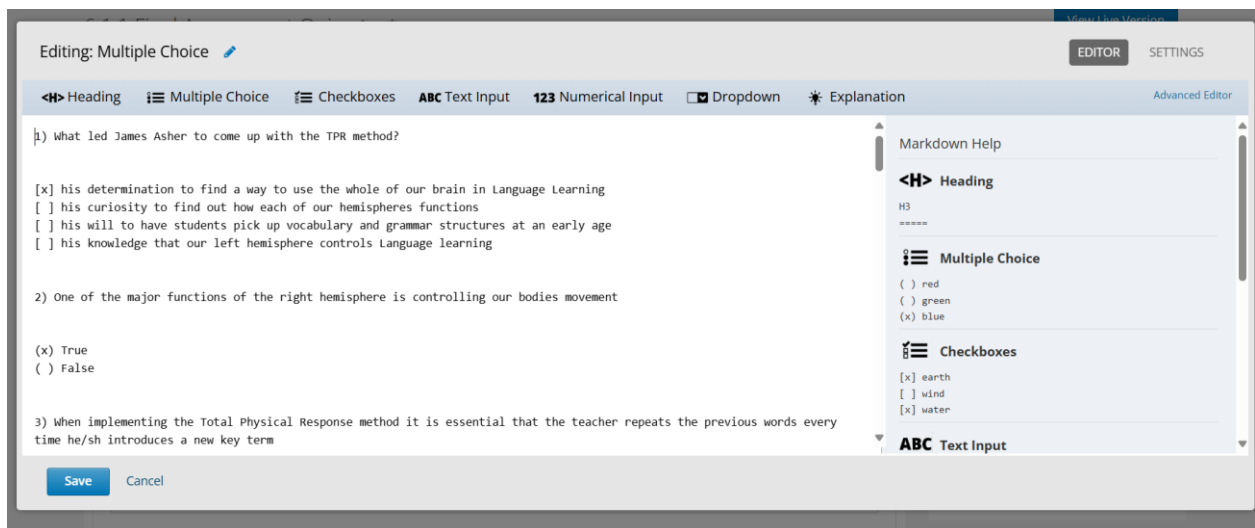 View Live Version
Editing: Multiple Choice
EDITOR
SETTINGS
<H> Heading
Multiple Choice
Checkboxes
ABC Text Input
123 Numerical Input
Dropdown
Explanation
Advanced Editor
1) What led James Asher to come up with the TPR method?
[x] his determination to find a way to use the whole of our brain in Language Learning
[ ] his curiosity to find out how each of our hemispheres functions
[ ] his will to have students pick up vocabulary and grammar structures at an early age
[ ] his knowledge that our left hemisphere controls Language learning
2) One of the major functions of the right hemisphere is controlling our bodies movement
(x) True
( ) False
3) When implementing the Total Physical Response method it is essential that the teacher repeats the previous words every
time he/sh introduces a new key term
Markdown Help
<H> Heading
H3
=====
Multiple Choice
( ) red
( ) green
(x) blue
Checkboxes
[x] earth
[ ] wind
[x] water
ABC Text Input
Save
Cancel